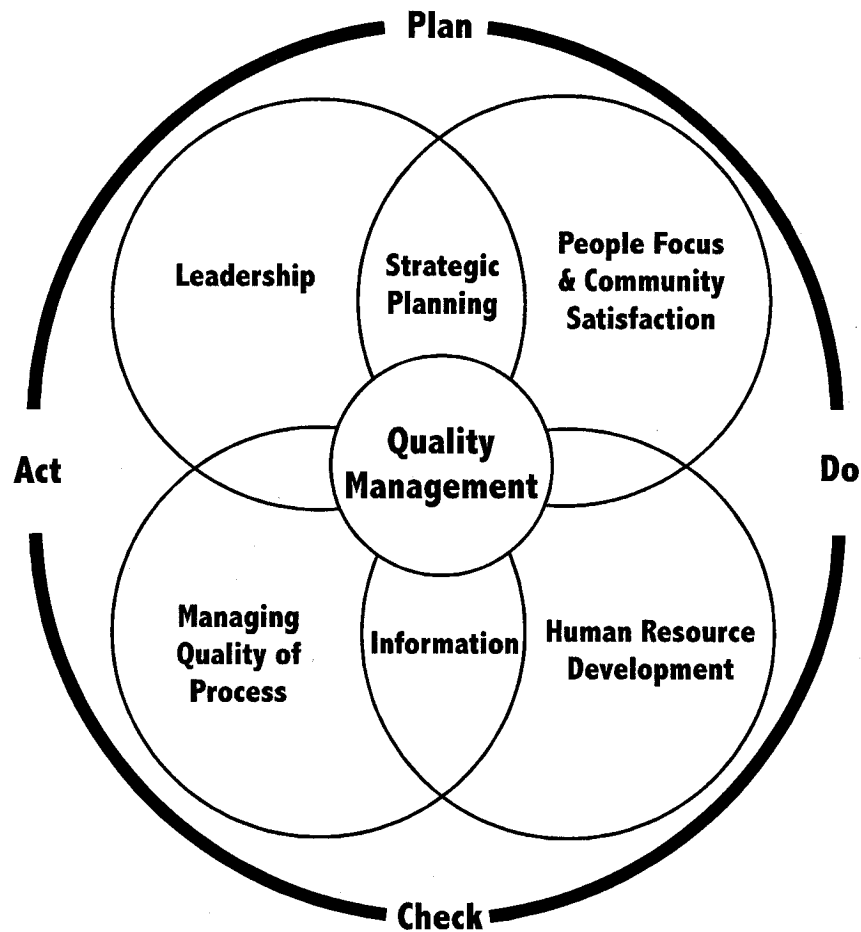 Plan
Leadership
Strategic
Planning
People Focus
& Community
Satisfaction
Act
Quality
Management
Do
Managing
Quality of
Process
Information
Human Resource
Development
Check